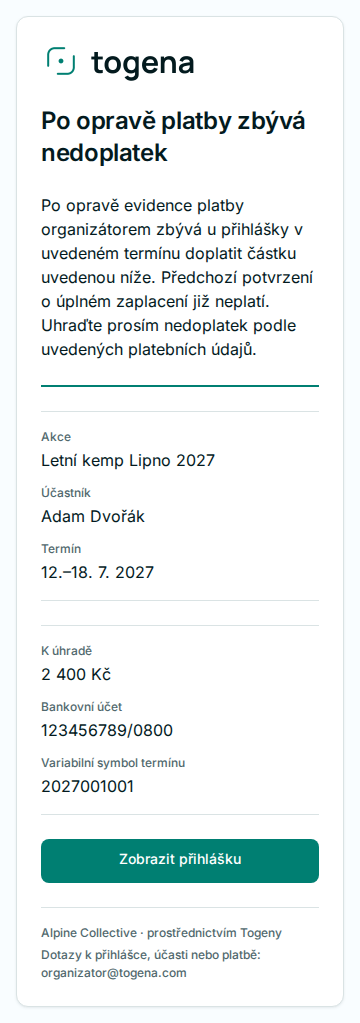 togena
Po opravě platby zbývá
nedoplatek
Po opravě evidence platby
organizátorem zbývá u přihlášky v
uvedeném termínu doplatit částku
uvedenou níže. Předchozí potvrzení
o úplném zaplacení již neplatí.
Uhraďte prosím nedoplatek podle
uvedených platebních údajů.
Akce
Letní kemp Lipno 2027
Účastník
Adam Dvořák
Termín
12.–18. 7. 2027
K úhradě
2 400 Kč
Bankovní účet
123456789/0800
Variabilní symbol termínu
2027001001
Zobrazit přihlášku
Alpine Collective · prostřednictvím Togeny
Dotazy k přihlášce, účasti nebo platbě:
organizator@togena.com